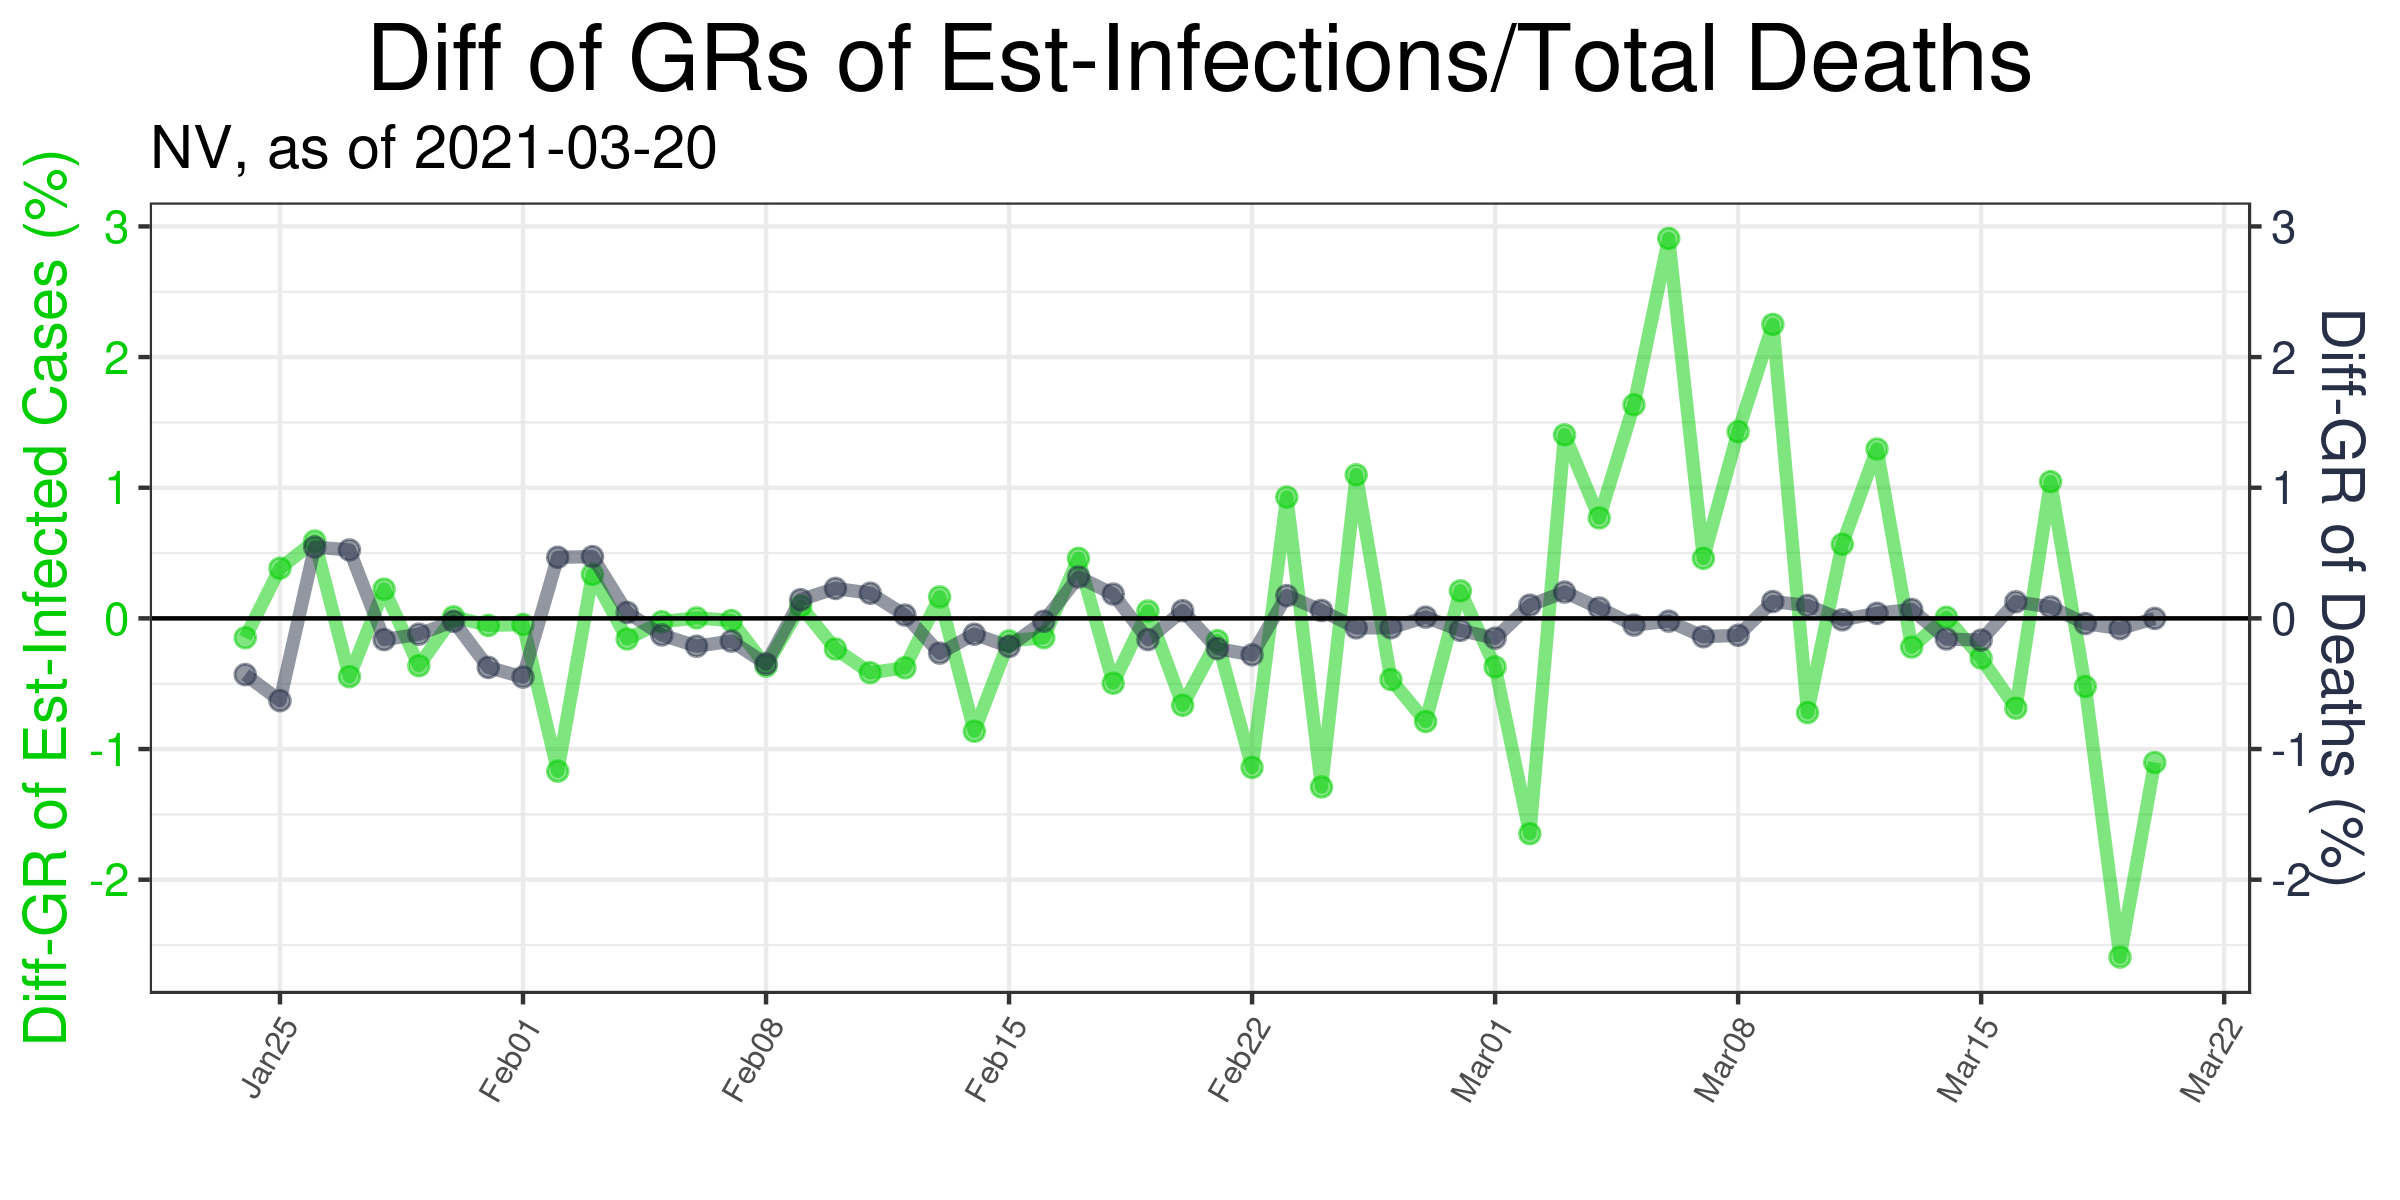 Diff of GRs of Est-Infections/Total Deaths
NV, as of 2021-03-20
Diff-GR of Est-Infected Cases (%)
3
2
1
0
-1
-2
3
2
1
0
-1
-2
Diff-GR of Deaths (%)
Jan25
Feb01
Feb08
Feb15
Feb22
Mar01
Mar08
Mar15
Mar22